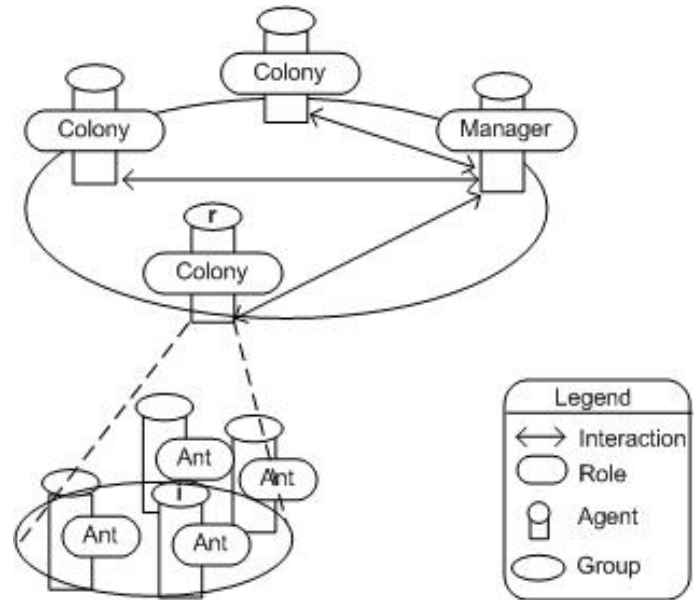 Colony
Colony
Manager
r
Colony
Ant
Ant
i
Ant
Ant
Legend
Interaction
Role
Agent
Group